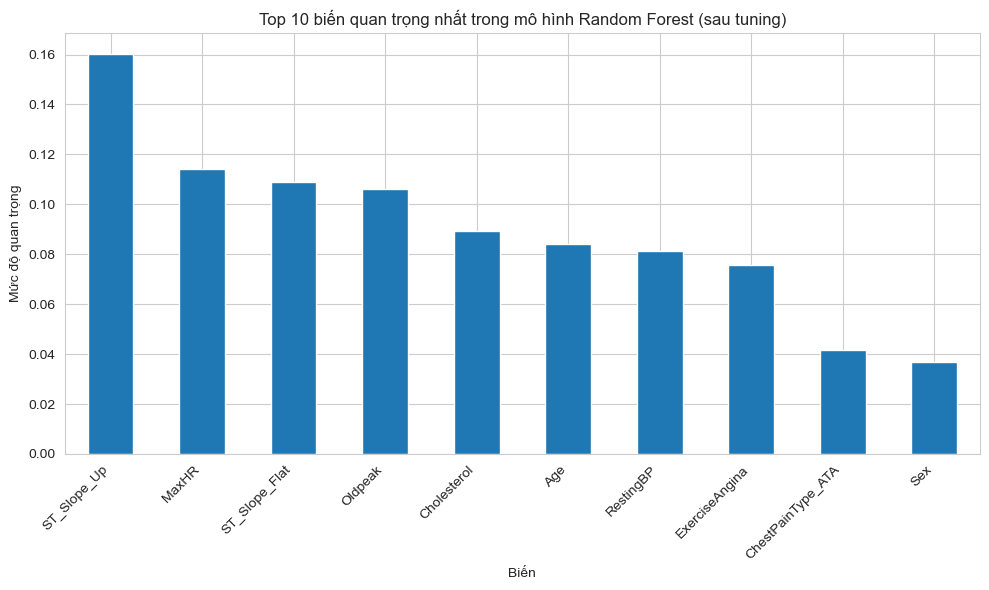 Top 10 biến quan trọng nhất trong mô hình Random Forest (sau tuning)
Mức độ quan trọng
0.16
0.14
0.12
0.10
0.08
0.06
0.04
0.02
0.00
ST_Slope_Up
MaxHR
ST_Slope_Flat
Oldpeak
Cholesterol
Age
RestingBP
ExerciseAngina
ChestPainType_ATA
Sex
Biến